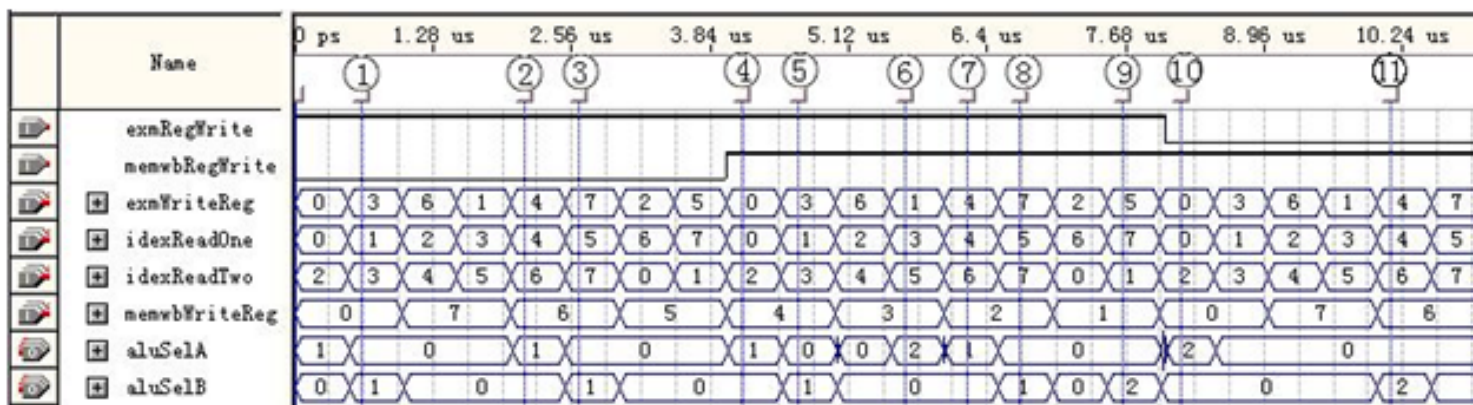 0 ps 1.28 us 2.56 us 3.84 us 5.12 us 6.4 us 7.68 us 8.96 us 10.24 us
Name
① ② ③ ④ ⑤ ⑥ ⑦ ⑧ ⑨ ⑩ ⑪
exmRegWrite
memwbRegWrite
exmWriteReg 0 3 6 1 4 7 2 5 0 3 6 1 4 7 2 5 0 3 6 1 4 7
idexReadOne 0 1 2 3 4 5 6 7 0 1 2 3 4 5 6 7 0 1 2 3 4 5
idexReadTwo 2 3 4 5 6 7 0 1 2 3 4 5 6 7 0 1 2 3 4 5 6 7
memwbWriteReg 0 7 6 5 4 3 2 1 0 7 6
aluSelA 1 0 1 0 1 0 0 2 1 0 2 0
aluSelB 0 1 0 1 0 1 0 1 0 2 0 2